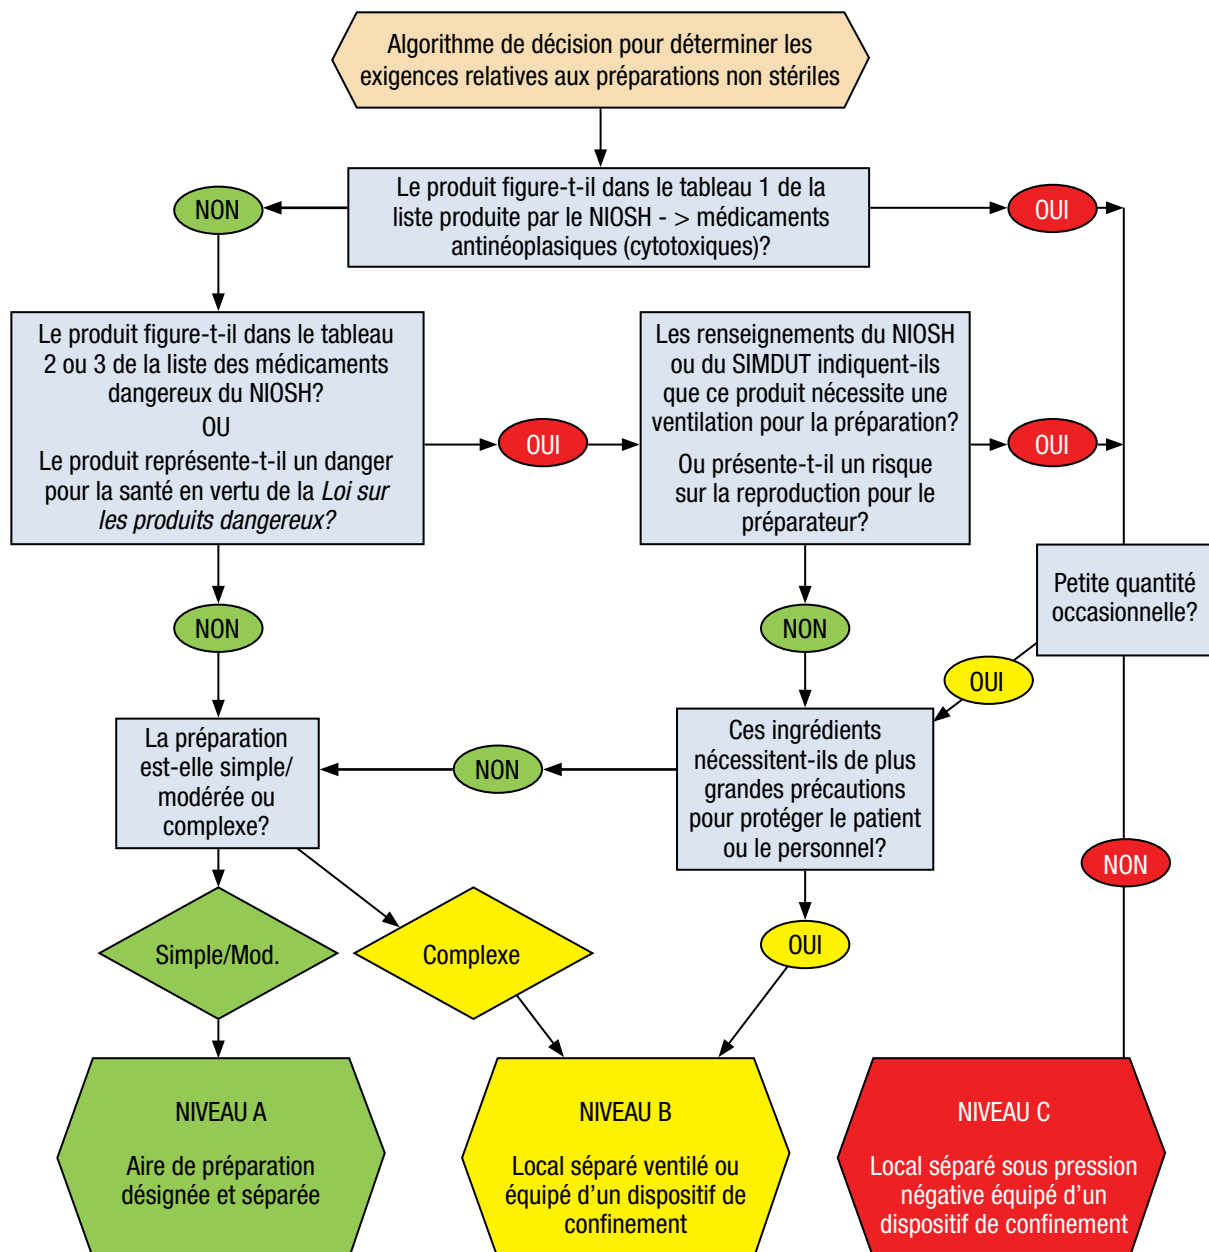 Algorithme de décision pour déterminer les
exigences relatives aux préparations non stériles
Le produit figure-t-il dans le tableau 1 de la
liste produite par le NIOSH - > médicaments
antinéoplasiques (cytotoxiques)?
NON
OUI
Le produit figure-t-il dans le tableau
2 ou 3 de la liste des médicaments
dangereux du NIOSH?
OU
Le produit représente-t-il un danger
pour la santé en vertu de la Loi sur
les produits dangereux?
OUI
Les renseignements du NIOSH
ou du SIMDUT indiquent-ils
que ce produit nécessite une
ventilation pour la préparation?
Ou présente-t-il un risque
sur la reproduction pour le
préparateur?
OUI
Petite quantité
occasionnelle?
NON
NON
OUI
La préparation
est-elle simple/
modérée ou
complexe?
NON
Ces ingrédients
nécessitent-ils de plus
grandes précautions
pour protéger le patient
ou le personnel?
NON
Simple/Mod.
Complexe
OUI
NIVEAU A
Aire de préparation
désignée et séparée
NIVEAU B
Local séparé ventilé ou
équipé d'un dispositif de
confinement
NIVEAU C
Local séparé sous pression
négative équipé d'un
dispositif de confinement